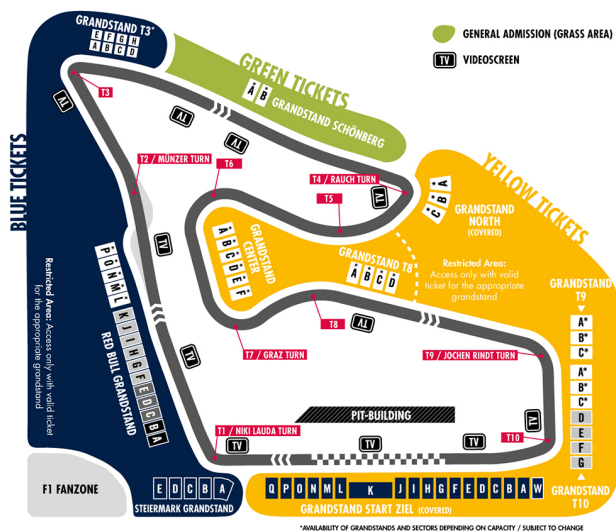 GRANDSTAND T3*
E F G H
A B C D
GENERAL ADMISSION (GRASS AREA)
TV VIDEOSCREEN
GREEN TICKETS
A B GRANDSTAND SCHÖNBERG
T3
TV
TV
TV
BLUE TICKETS
T2 / MÜNZER TURN
T6
T4 / RAUCH TURN
TV
T5
YELLOW TICKETS
C B A
GRANDSTAND
NORTH
(COVERED)
TV
A B C D E F
GRANDSTAND
CENTER
GRANDSTAND T8
A B C D
Restricted Area:
Access only with valid
ticket for the appropriate
grandstand
Restricted Area: Access
only with valid ticket
for the appropriate
grandstand
P O N M L K J I H G F E D C B A
RED BULL GRANDSTAND
GRANDSTAND
T9
A*
B*
C*
A*
B*
C*
D
E
F
G
GRANDSTAND
T10
T8
TV
T7 / GRAZ TURN
T9 / JOCHEN RINDT TURN
TV
PIT-BUILDING
TV
T10
T1 / NIKI LAUDA TURN
TV
TV
TV
F1 FANZONE
E D C B A
STEIERMARK GRANDSTAND
Q P O N M L K J I H G F E D C B A W
GRANDSTAND START ZIEL (COVERED)
*AVAILABILITY OF GRANDSTANDS AND SECTORS DEPENDING ON CAPACITY / SUBJECT TO CHANGE